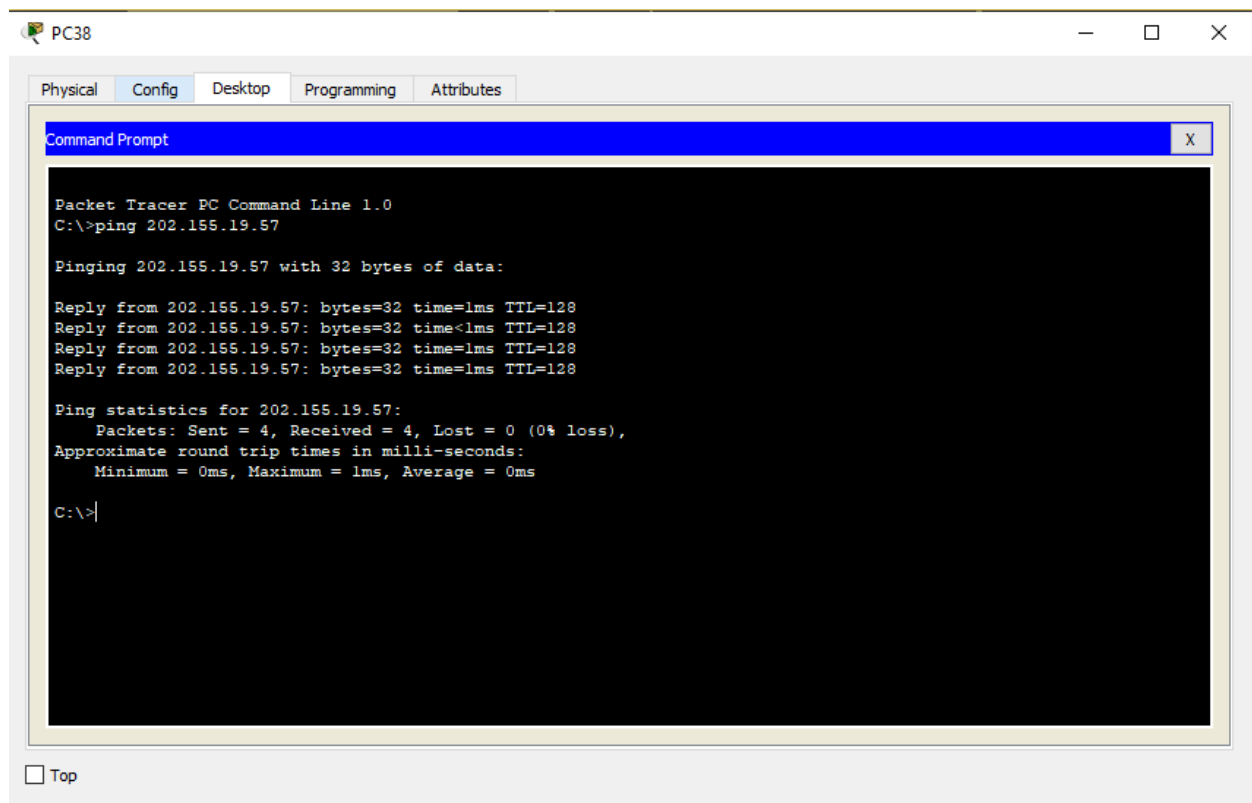 PC38
Physical Config Desktop Programming Attributes
Command Prompt
X
Packet Tracer PC Command Line 1.0
C:\>ping 202.155.19.57
Pinging 202.155.19.57 with 32 bytes of data:
Reply from 202.155.19.57: bytes=32 time=1ms TTL=128
Reply from 202.155.19.57: bytes=32 time<1ms TTL=128
Reply from 202.155.19.57: bytes=32 time=1ms TTL=128
Reply from 202.155.19.57: bytes=32 time=1ms TTL=128
Ping statistics for 202.155.19.57:
Packets: Sent = 4, Received = 4, Lost = 0 (0% loss),
Approximate round trip times in milli-seconds:
Minimum = 0ms, Maximum = 1ms, Average = 0ms
C:\>
Top